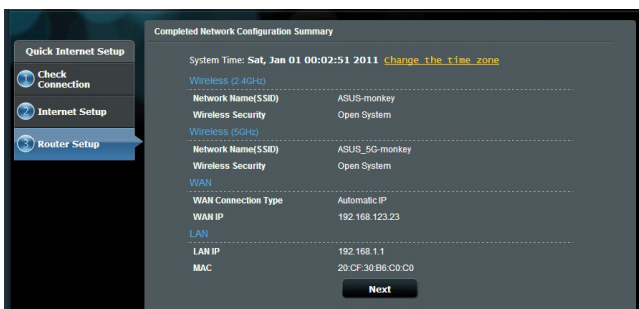 Completed Network Configuration Summary
Quick Internet Setup
1 Check Connection
2 Internet Setup
3 Router Setup
System Time: Sat, Jan 01 00:02:51 2011 Change the time zone
Wireless (2.4GHz)
Network Name(SSID) ASUS-monkey
Wireless Security Open System
Wireless (5GHz)
Network Name(SSID) ASUS_5G-monkey
Wireless Security Open System
WAN
WAN Connection Type Automatic IP
WAN IP 192.168.123.23
LAN
LAN IP 192.168.1.1
MAC 20:CF:30:B6:C0:C0
Next